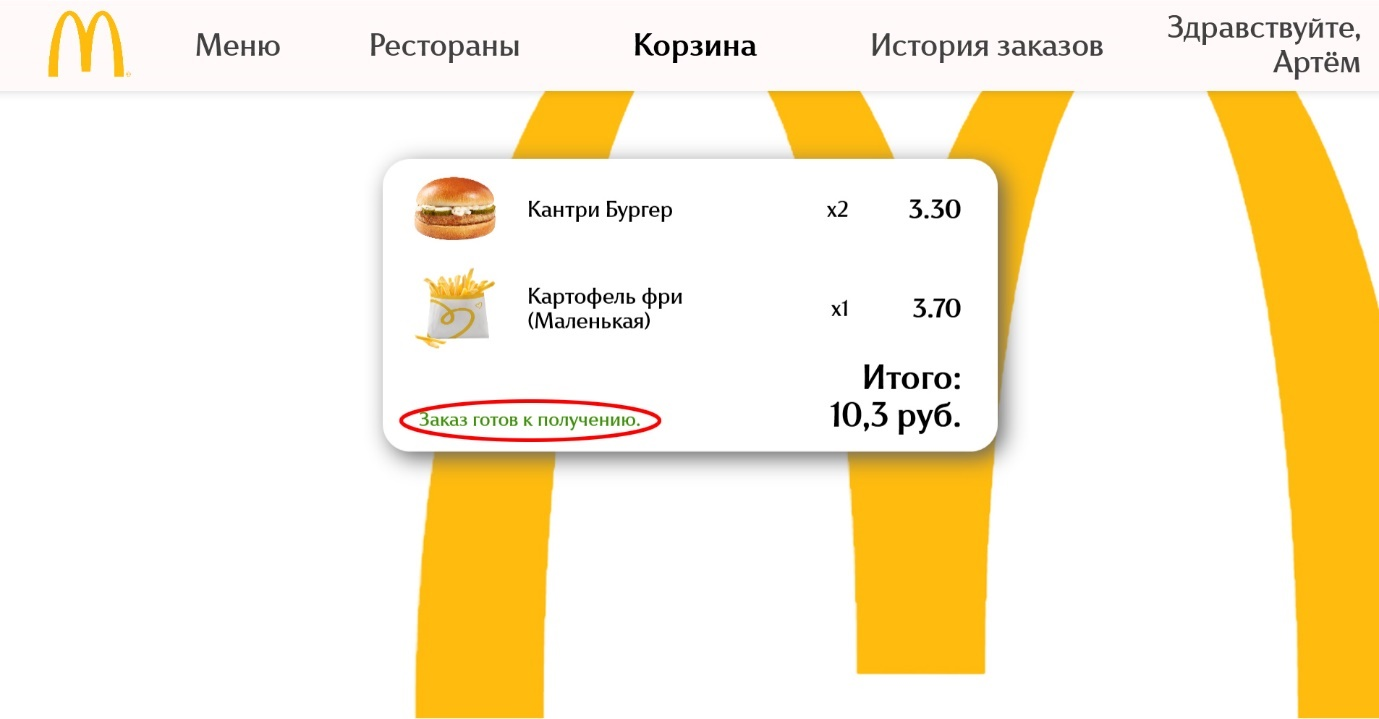 Меню
Рестораны
Корзина
История заказов
Здравствуйте,
Артём
Кантри Бургер
x2
3.30
Картофель фри
(Маленькая)
x1
3.70
Итого:
10,3 руб.
Заказ готов к получению.